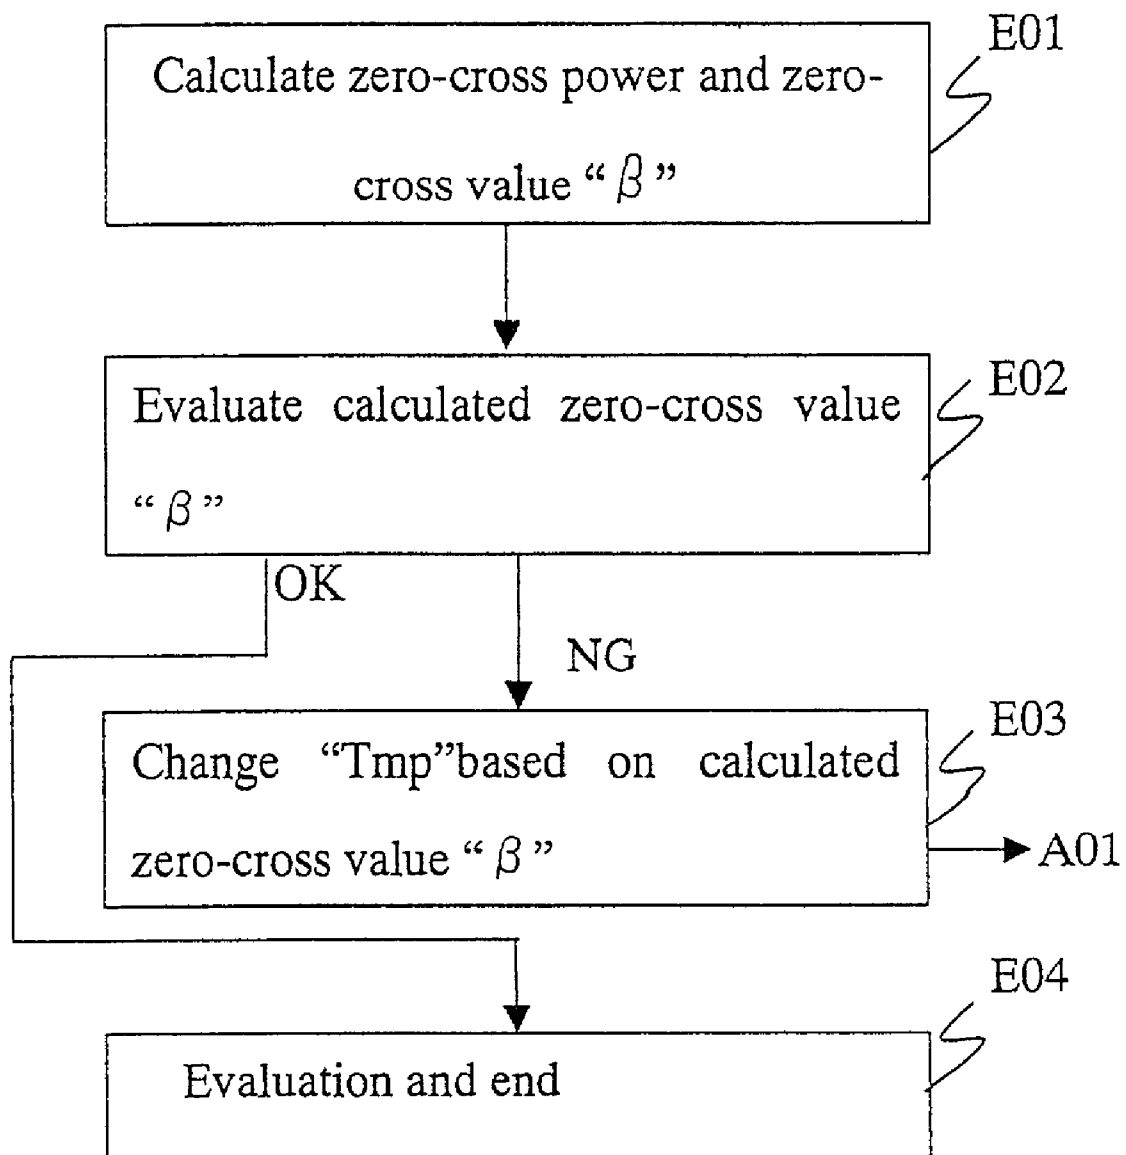 E01
Calculate zero-cross power and zero-
cross value “β”
E02
Evaluate calculated zero-cross value
“β”
OK
NG
E03
Change “Tmp”based on calculated
zero-cross value “β”
A01
E04
Evaluation and end